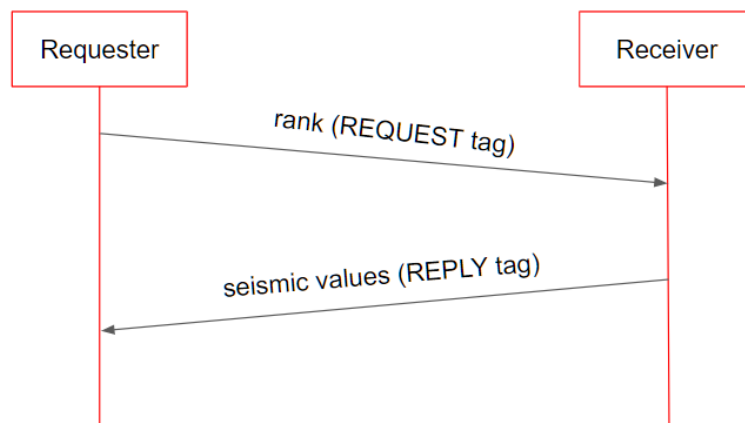 Requester
Receiver
rank (REQUEST tag)
seismic values (REPLY tag)